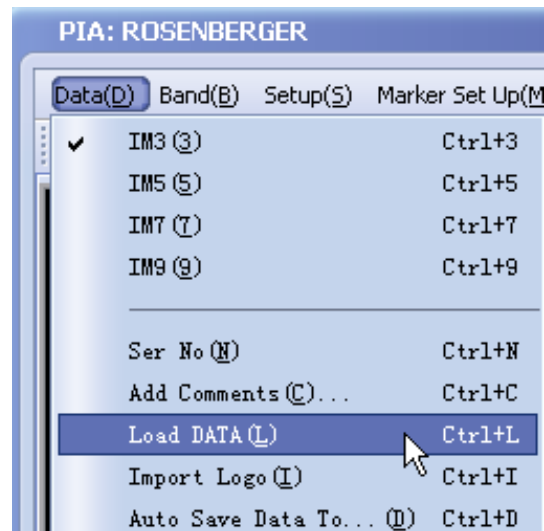 PIA: ROSENBERGER
Data(D) Band(B) Setup(S) Marker Set Up(M
IM3(3) Ctrl+3
IM5(5) Ctrl+5
IM7(7) Ctrl+7
IM9(9) Ctrl+9
Ser No(N) Ctrl+N
Add Comments(C)... Ctrl+C
Load DATA(L) Ctrl+L
Import Logo(I) Ctrl+I
Auto Save Data To...(D) Ctrl+D